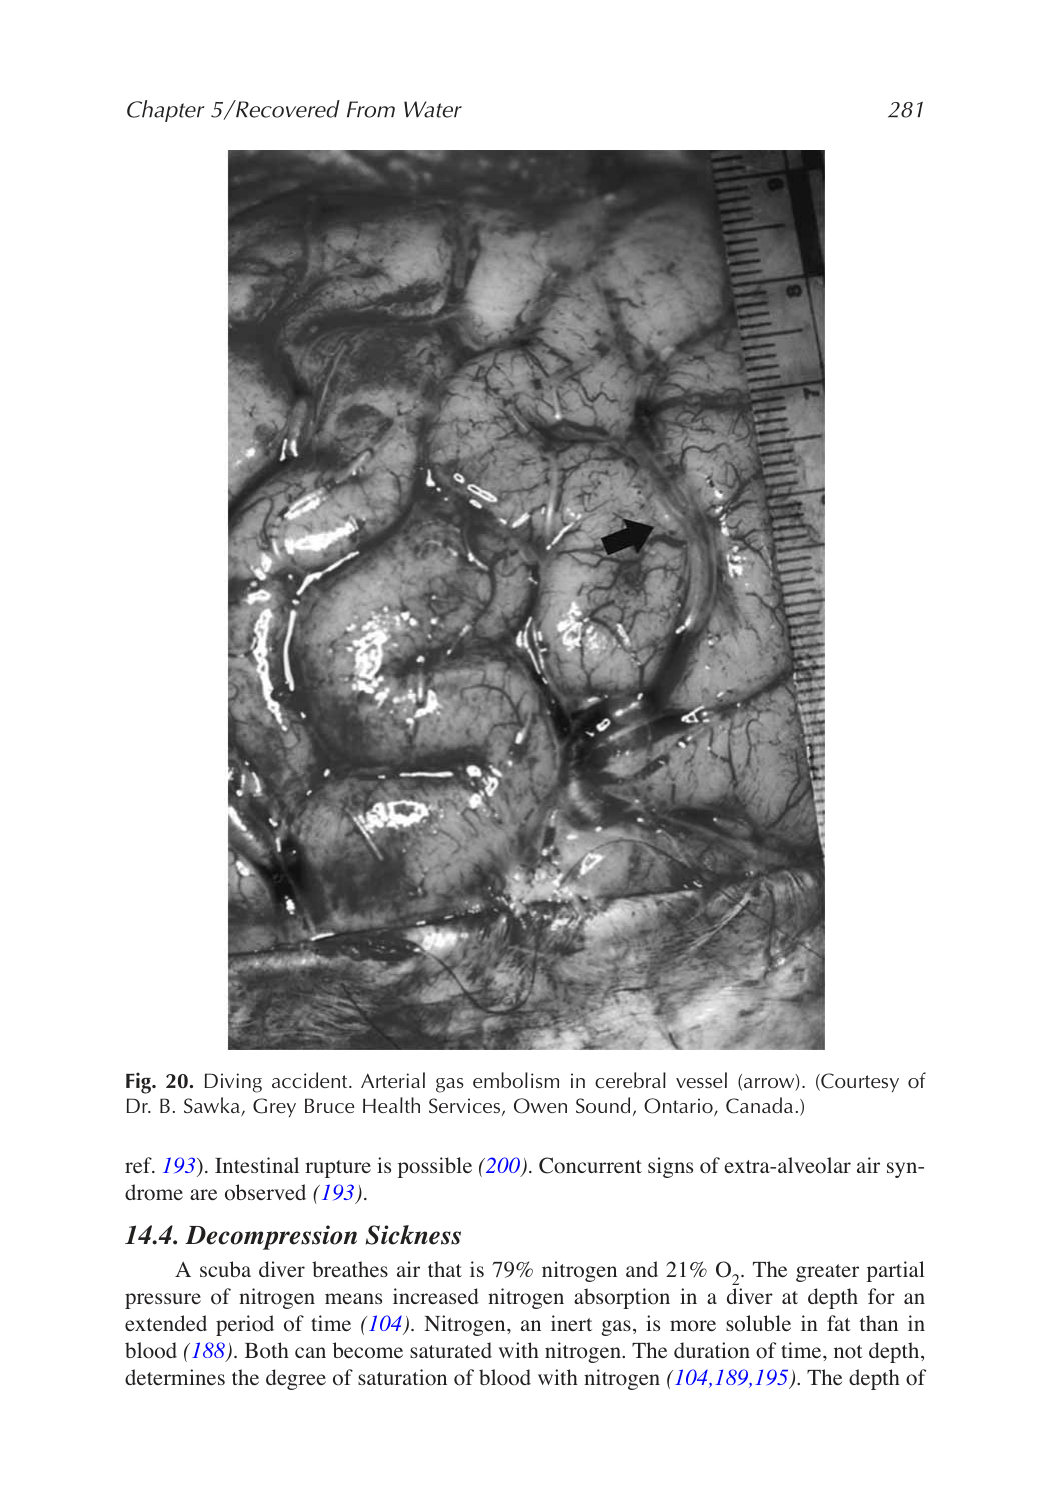 Chapter 5/Recovered From Water 281
9
8
7
Fig. 20. Diving accident. Arterial gas embolism in cerebral vessel (arrow). (Courtesy of
Dr. B. Sawka, Grey Bruce Health Services, Owen Sound, Ontario, Canada.)
ref. 193). Intestinal rupture is possible (200). Concurrent signs of extra-alveolar air syn-
drome are observed (193).
14.4. Decompression Sickness
A scuba diver breathes air that is 79% nitrogen and 21% O2. The greater partial
pressure of nitrogen means increased nitrogen absorption in a diver at depth for an
extended period of time (104). Nitrogen, an inert gas, is more soluble in fat than in
blood (188). Both can become saturated with nitrogen. The duration of time, not depth,
determines the degree of saturation of blood with nitrogen (104,189,195). The depth of